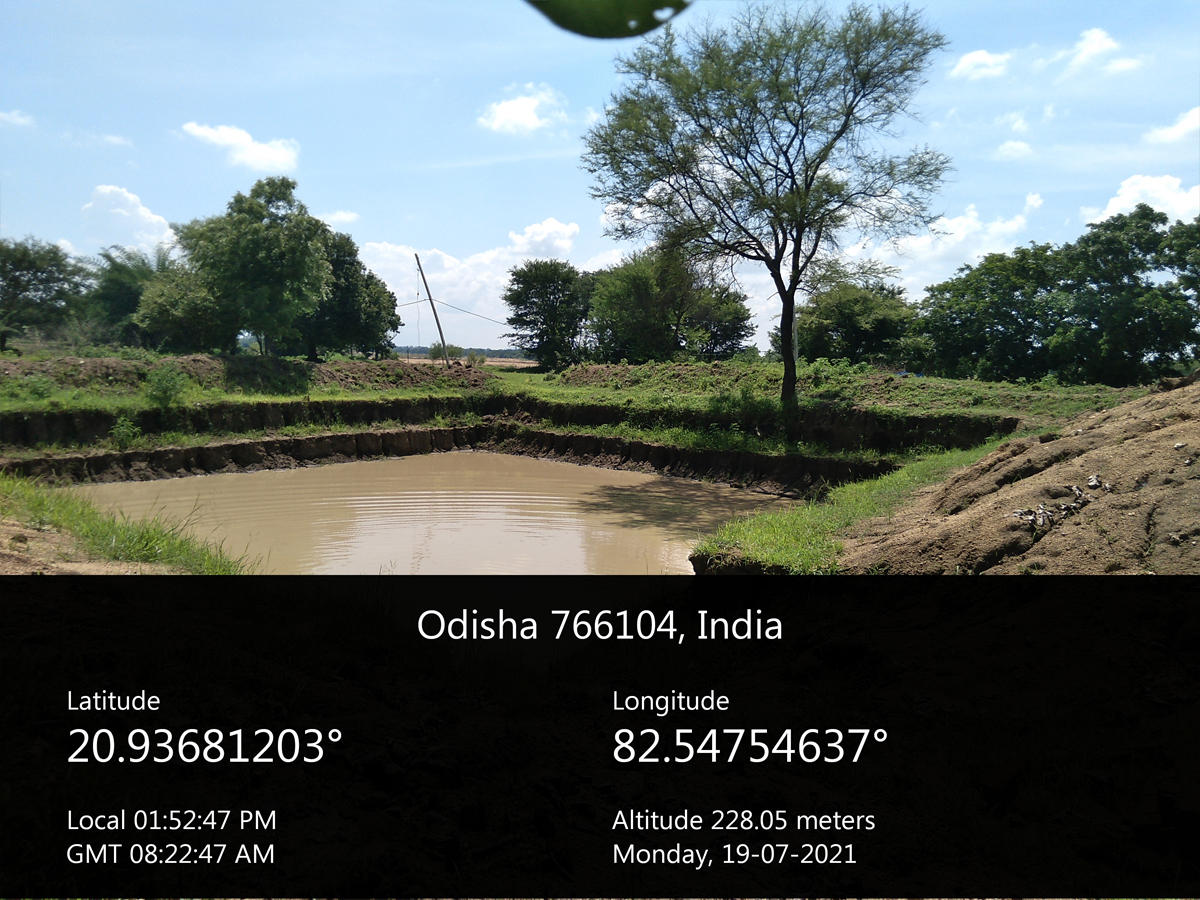 Odisha 766104, India
Latitude
20.93681203°
Longitude
82.54754637°
Local 01:52:47 PM
GMT 08:22:47 AM
Altitude 228.05 meters
Monday, 19-07-2021